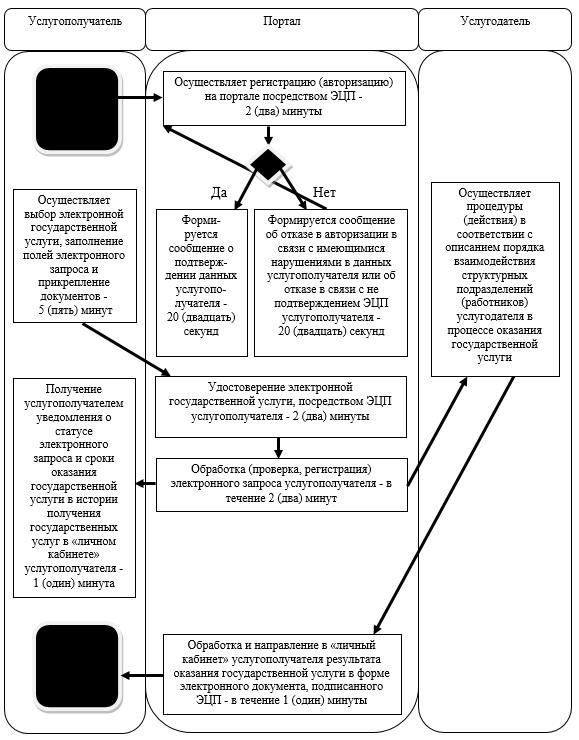 Услугополучатель
Портал
Услугодатель
Осуществляет регистрацию (авторизацию)
на портале посредством ЭЦП -
2 (два) минуты
Да
Нет
Осуществляет
выбор электронной
государственной
услуги, заполнение
полей электронного
запроса и
прикрепление
документов -
5 (пять) минут
Форми-
руется
сообщение о
подтверж-
дении данных
услугопо-
лучателя -
20 (двадцать)
секунд
Формируется сообщение
об отказе в авторизации в
связи с имеющимися
нарушениями в данных
услугополучателя или об
отказе в связи с не
подтверждением ЭЦП
услугополучателя -
20 (двадцать) секунд
Осуществляет
процедуры
(действия) в
соответствии с
описанием порядка
взаимодействия
структурных
подразделений
(работников)
услугодателя в
процессе оказания
государственной
услуги
Удостоверение электронной
государственной услуги, посредством ЭЦП
услугополучателя - 2 (два) минуты
Получение
услугополучателем
уведомления о
статусе
электронного
запроса и сроки
оказания
государственной
услуги в истории
получения
государственных
услуг в «личном
кабинете»
услугополучателя -
1 (один) минута
Обработка (проверка, регистрация)
электронного запроса услугополучателя - в
течение 2 (два) минут
Обработка и направление в «личный
кабинет» услугополучателя результата
оказания государственной услуги в форме
электронного документа, подписанного
ЭЦП - в течение 1 (один) минуты